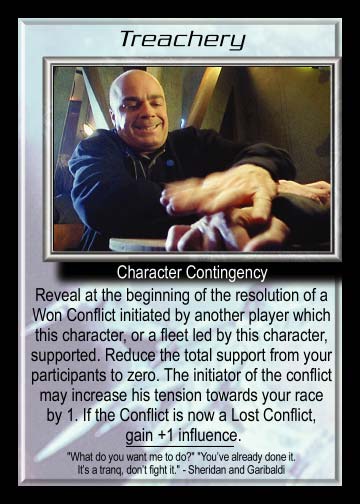 Treachery
Character Contingency
Reveal at the beginning of the resolution of a
Won Conflict initiated by another player which
this character, or a fleet led by this character,
supported. Reduce the total support from your
participants to zero. The initiator of the conflict
may increase his tension towards your race
by 1. If the Conflict is now a Lost Conflict,
gain +1 influence.
"What do you want me to do?" "You've already done it.
It's a tranq, don't fight it." - Sheridan and Garibaldi